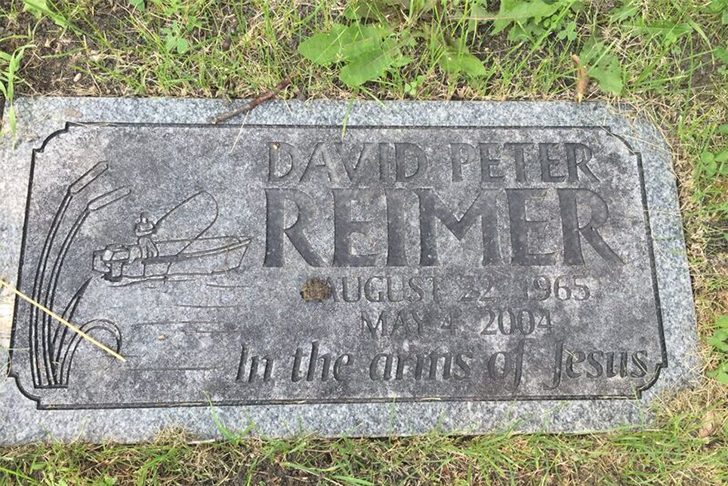 DAVID PETER
REIMER
AUGUST 22 1965
MAY 4 2004
In the arms of Jesus